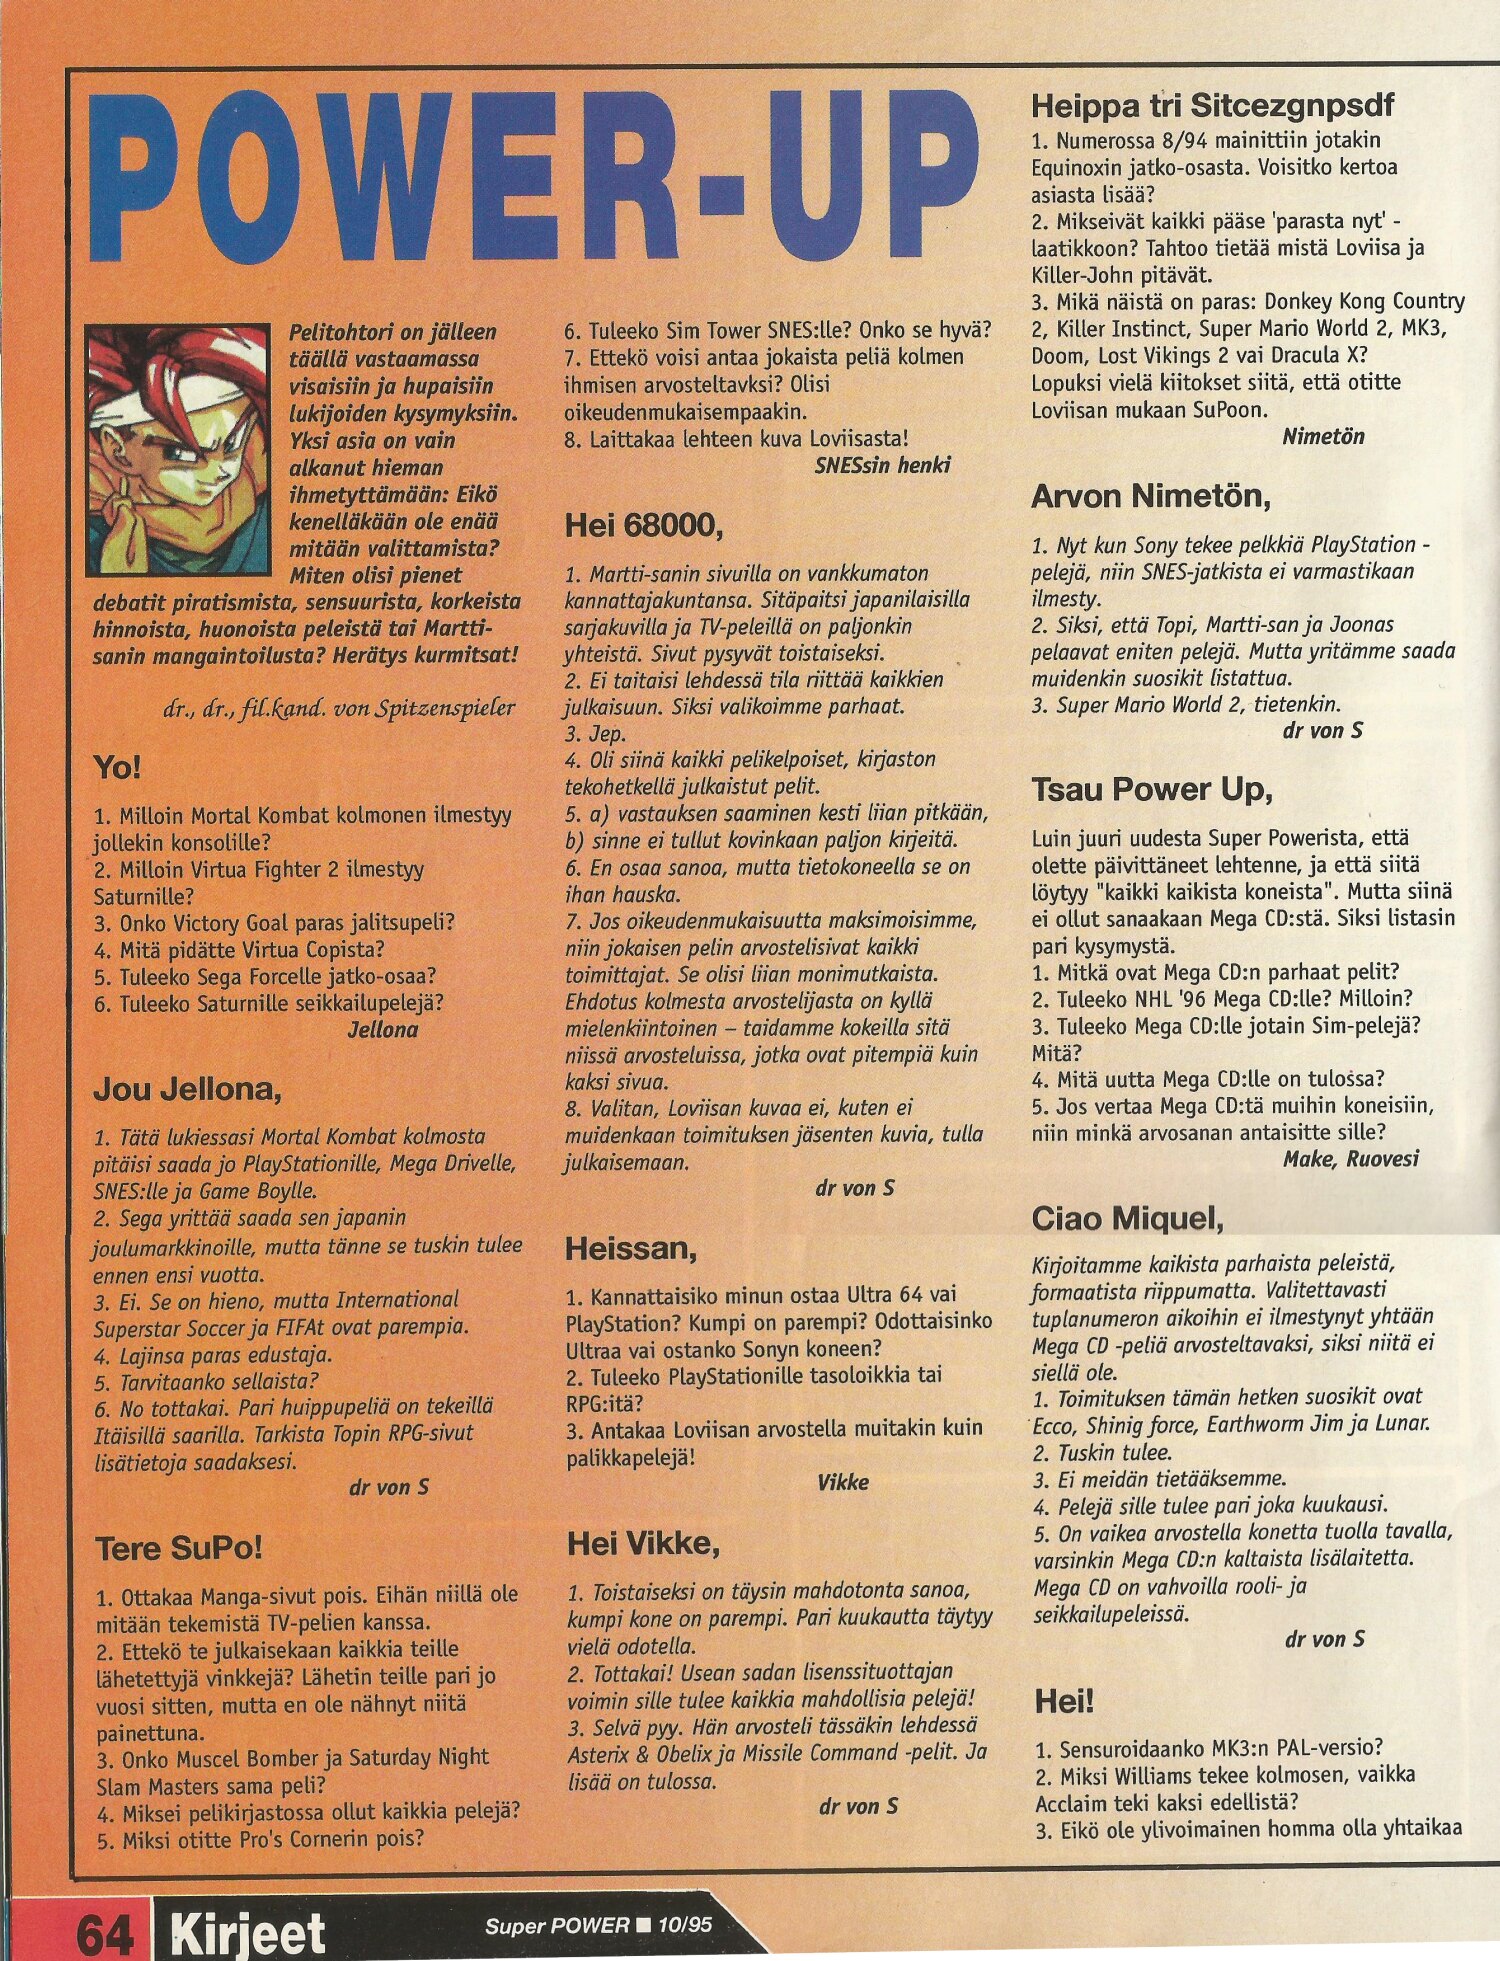 POWER-UP
Pelitohtori on jälleen
täällä vastaamassa
visaisiin ja hupaisiin
lukijoiden kysymyksiin.
Yksi asia on vain
alkanut hieman
ihmetyttämään: Eikö
kenelläkään ole enää
mitään valittamista?
Miten olisi pienet
debatit piratismista, sensuurista, korkeista
hinnoista, huonoista peleistä tai Martti-
sanin mangaintoilusta? Herätys kurmitsat!
dr., dr., fil.kand. von Spitzenspieler
Yo!
1. Milloin Mortal Kombat kolmonen ilmestyy
jollekin konsolille?
2. Milloin Virtua Fighter 2 ilmestyy
Saturnille?
3. Onko Victory Goal paras jalitsupeli?
4. Mitä pidätte Virtua Copista?
5. Tuleeko Sega Forcelle jatko-osaa?
6. Tuleeko Saturnille seikkailupelejä?
Jellona
Jou Jellona,
1. Tätä lukiessasi Mortal Kombat kolmosta
pitäisi saada jo PlayStationille, Mega Drivelle,
SNES:lle ja Game Boylle.
2. Sega yrittää saada sen japanin
joulumarkkinoille, mutta tänne se tuskin tulee
ennen ensi vuotta.
3. Ei. Se on hieno, mutta International
Superstar Soccer ja FIFAt ovat parempia.
4. Lajinsa paras edustaja.
5. Tarvitaanko sellaista?
6. No tottakai. Pari huippupeliä on tekeillä
Itäisillä saarilla. Tarkista Topin RPG-sivut
lisätietoja saadaksesi.
dr von S
Tere SuPo!
1. Ottakaa Manga-sivut pois. Eihän niillä ole
mitään tekemistä TV-pelien kanssa.
2. Ettekö te julkaisekaan kaikkia teille
lähetettyjä vinkkejä? Lähetin teille pari jo
vuosi sitten, mutta en ole nähnyt niitä
painettuna.
3. Onko Muscel Bomber ja Saturday Night
Slam Masters sama peli?
4. Miksei pelikirjastossa ollut kaikkia pelejä?
5. Miksi otitte Pro's Cornerin pois?
6. Tuleeko Sim Tower SNES:lle? Onko se hyvä?
7. Ettekö voisi antaa jokaista peliä kolmen
ihmisen arvosteltavksi? Olisi
oikeudenmukaisempaakin.
8. Laittakaa lehteen kuva Loviisasta!
SNESsin henki
Hei 68000,
1. Martti-sanin sivuilla on vankkumaton
kannattajakuntansa. Sitäpaitsi japanilaisilla
sarjakuvilla ja TV-peleillä on paljonkin
yhteistä. Sivut pysyvät toistaiseksi.
2. Ei taitaisi lehdessä tila riittää kaikkien
julkaisuun. Siksi valikoimme parhaat.
3. Jep.
4. Oli siinä kaikki pelikelpoiset, kirjaston
tekohetkellä julkaistut pelit.
5. a) vastauksen saaminen kesti liian pitkään,
b) sinne ei tullut kovinkaan paljon kirjeitä.
6. En osaa sanoa, mutta tietokoneella se on
ihan hauska.
7. Jos oikeudenmukaisuutta maksimoisimme,
niin jokaisen pelin arvostelisivat kaikki
toimittajat. Se olisi liian monimutkaista.
Ehdotus kolmesta arvostelijasta on kyllä
mielenkiintoinen – taidamme kokeilla sitä
niissä arvosteluissa, jotka ovat pitempiä kuin
kaksi sivua.
8. Valitan, Loviisan kuvaa ei, kuten ei
muidenkaan toimituksen jäsenten kuvia, tulla
julkaisemaan.
dr von S
Heissan,
1. Kannattaisiko minun ostaa Ultra 64 vai
PlayStation? Kumpi on parempi? Odottaisinko
Ultraa vai ostanko Sonyn koneen?
2. Tuleeko PlayStationille tasoloikkia tai
RPG:itä?
3. Antakaa Loviisan arvostella muitakin kuin
palikkapelejä!
Vikke
Hei Vikke,
1. Toistaiseksi on täysin mahdotonta sanoa,
kumpi kone on parempi. Pari kuukautta täytyy
vielä odotella.
2. Tottakai! Usean sadan lisenssituottajan
voimin sille tulee kaikkia mahdollisia pelejä!
3. Selvä pyy. Hän arvosteli tässäkin lehdessä
Asterix & Obelix ja Missile Command -pelit. Ja
lisää on tulossa.
dr von S
Heippa tri Sitcezgnpsdf
1. Numerossa 8/94 mainittiin jotakin
Equinoxin jatko-osasta. Voisitko kertoa
asiasta lisää?
2. Mikseivät kaikki pääse 'parasta nyt' -
laatikkoon? Tahtoo tietää mistä Loviisa ja
Killer-John pitävät.
3. Mikä näistä on paras: Donkey Kong Country
2, Killer Instinct, Super Mario World 2, MK3,
Doom, Lost Vikings 2 vai Dracula X?
Lopuksi vielä kiitokset siitä, että otitte
Loviisan mukaan SuPoon.
Nimetön
Arvon Nimetön,
1. Nyt kun Sony tekee pelkkiä PlayStation -
pelejä, niin SNES-jatkista ei varmastikaan
ilmesty.
2. Siksi, että Topi, Martti-san ja Joonas
pelaavat eniten pelejä. Mutta yritämme saada
muidenkin suosikit listattua.
3. Super Mario World 2, tietenkin.
dr von S
Tsau Power Up,
Luin juuri uudesta Super Powerista, että
olette päivittäneet lehtenne, ja että siitä
löytyy "kaikki kaikista koneista". Mutta siinä
ei ollut sanaakaan Mega CD:stä. Siksi listasin
pari kysymystä.
1. Mitkä ovat Mega CD:n parhaat pelit?
2. Tuleeko NHL '96 Mega CD:lle? Milloin?
3. Tuleeko Mega CD:lle jotain Sim-pelejä?
Mitä?
4. Mitä uutta Mega CD:lle on tulossa?
5. Jos vertaa Mega CD:tä muihin koneisiin,
niin minkä arvosanan antaisitte sille?
Make, Ruovesi
Ciao Miquel,
Kirjoitamme kaikista parhaista peleistä,
formaatista riippumatta. Valitettavasti
tuplanumeron aikoihin ei ilmestynyt yhtään
Mega CD -peliä arvosteltavaksi, siksi niitä ei
siellä ole.
1. Toimituksen tämän hetken suosikit ovat
Ecco, Shinig force, Earthworm Jim ja Lunar.
2. Tuskin tulee.
3. Ei meidän tietääksemme.
4. Pelejä sille tulee pari joka kuukausi.
5. On vaikea arvostella konetta tuolla tavalla,
varsinkin Mega CD:n kaltaista lisälaitetta.
Mega CD on vahvoilla rooli- ja
seikkailupeleissä.
dr von S
Hei!
1. Sensuroidaanko MK3:n PAL-versio?
2. Miksi Williams tekee kolmosen, vaikka
Acclaim teki kaksi edellistä?
3. Eikö ole ylivoimainen homma olla yhtaikaa
64 Kirjeet Super POWER ■ 10/95